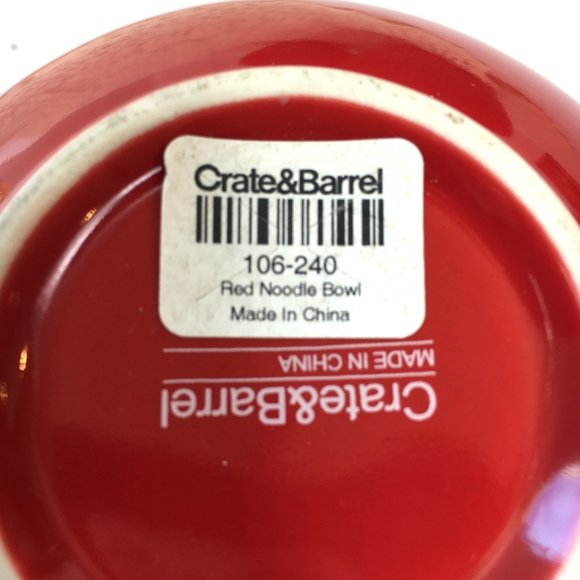 Crate&Barrel
106-240
Red Noodle Bowl
Made In China
MADE IN CHINA
Crate&Barrel